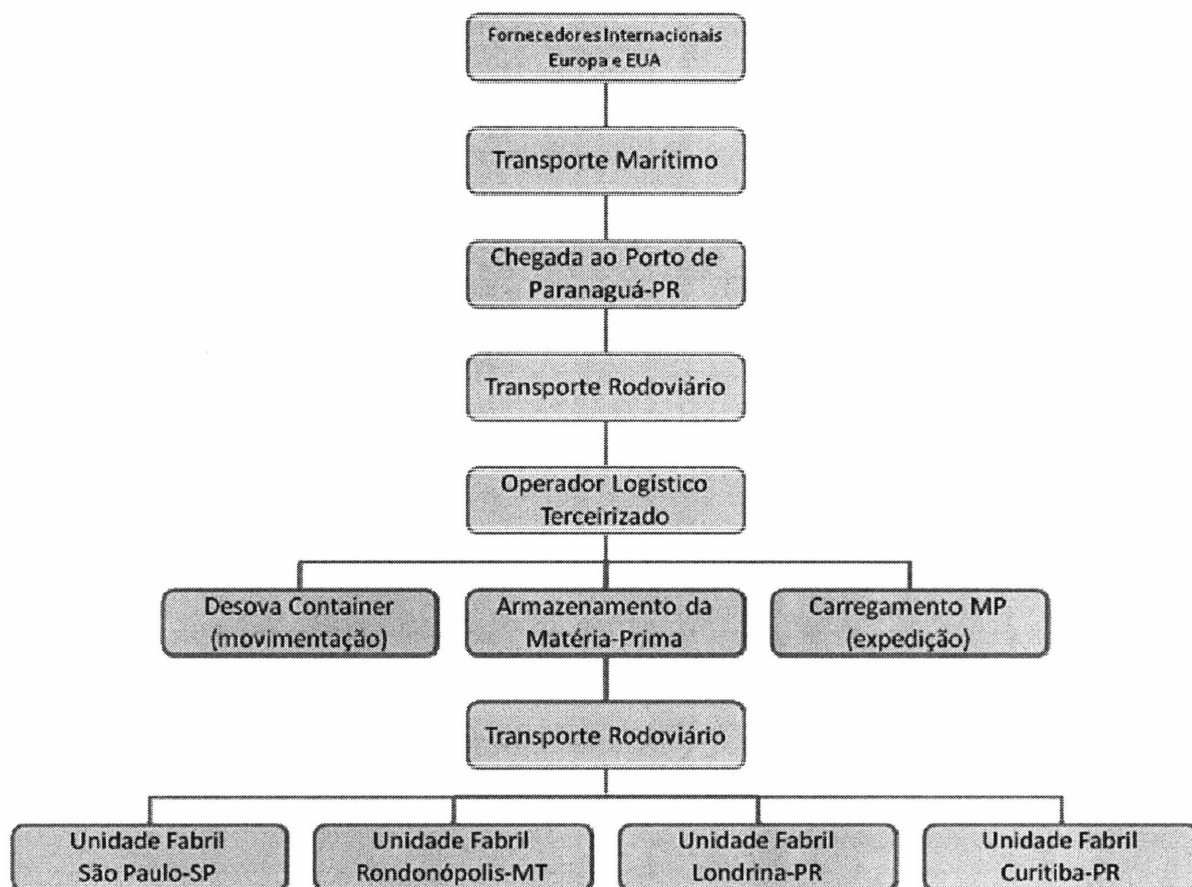 Fornecedores Internacionais
Europa e EUA
Transporte Marítimo
Chegada ao Porto de
Paranaguá-PR
Transporte Rodoviário
Operador Logístico
Terceirizado
Desova Container
(movimentação)
Armazenamento da
Matéria-Prima
Carregamento MP
(expedição)
Transporte Rodoviário
Unidade Fabril
São Paulo-SP
Unidade Fabril
Rondonópolis-MT
Unidade Fabril
Londrina-PR
Unidade Fabril
Curitiba-PR